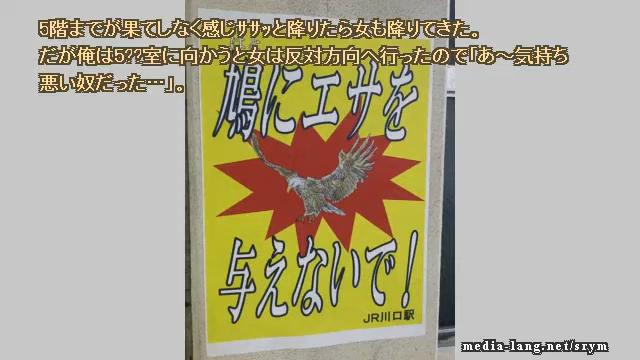 5階までが果てしなく感じｻｻｯと降りたら女も降りてきた。
だが俺は5??室に向かうと女は反対方向へ行ったので｢あ～気持ち
悪い奴だった…｣。
鳩にエサを
与えないで！
JR川口駅
media-lang.net/srym